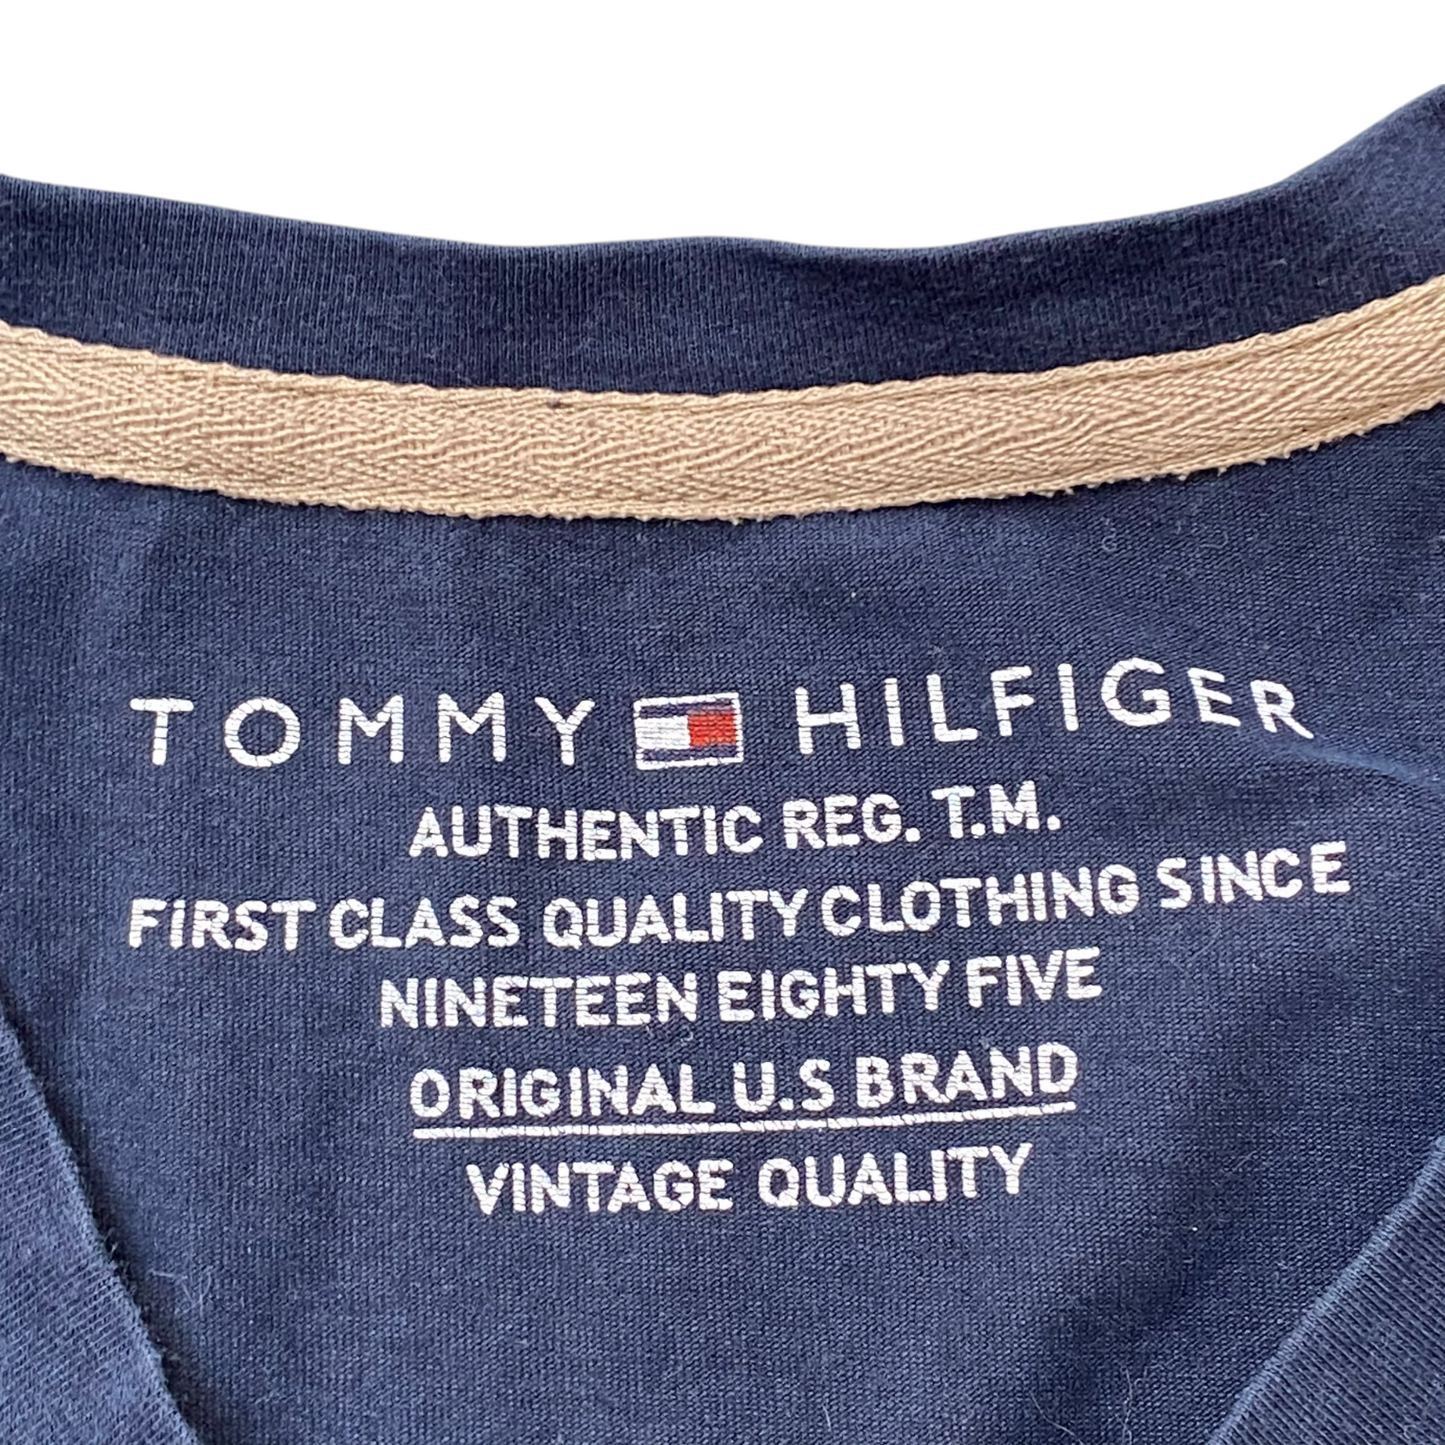 TOMMY HILFIGER
AUTHENTIC REG. T.M.
FIRST CLASS QUALITY CLOTHING SINCE
NINETEEN EIGHTY FIVE
ORIGINAL U.S BRAND
VINTAGE QUALITY